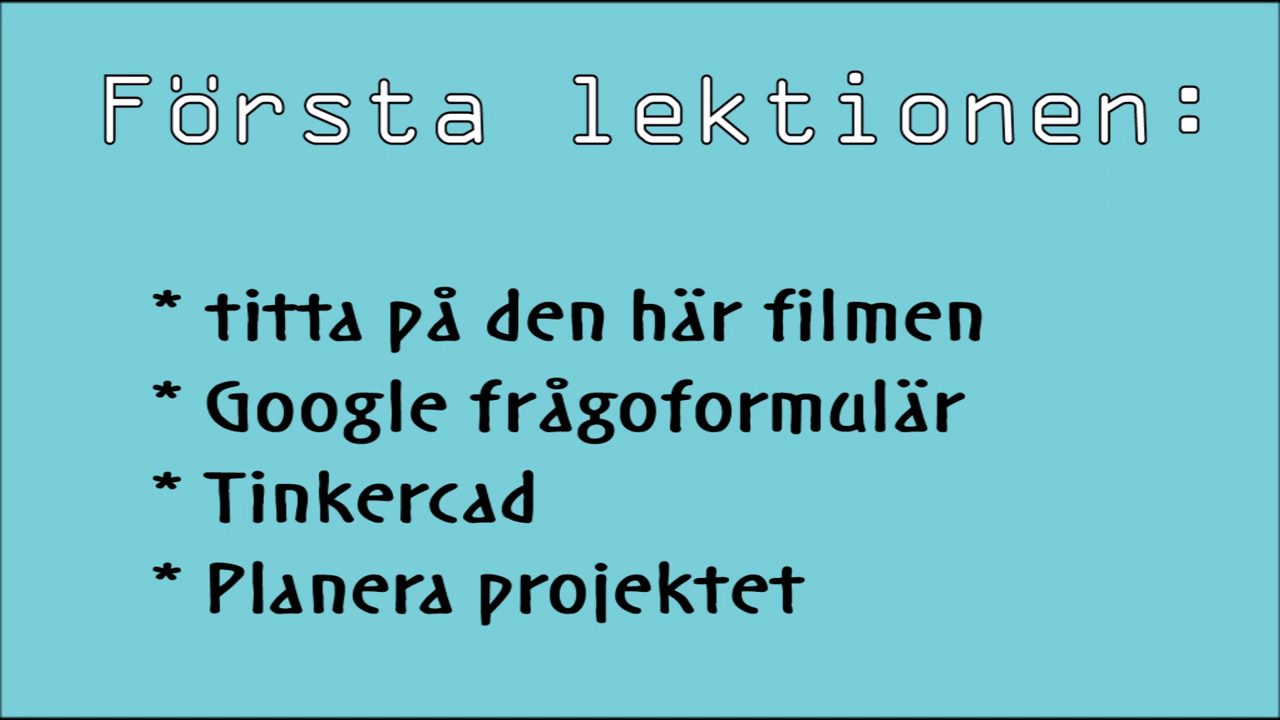 Första lektionen:
* titta på den här filmen
* Google frågoformulär
* Tinkercad
* Planera projektet